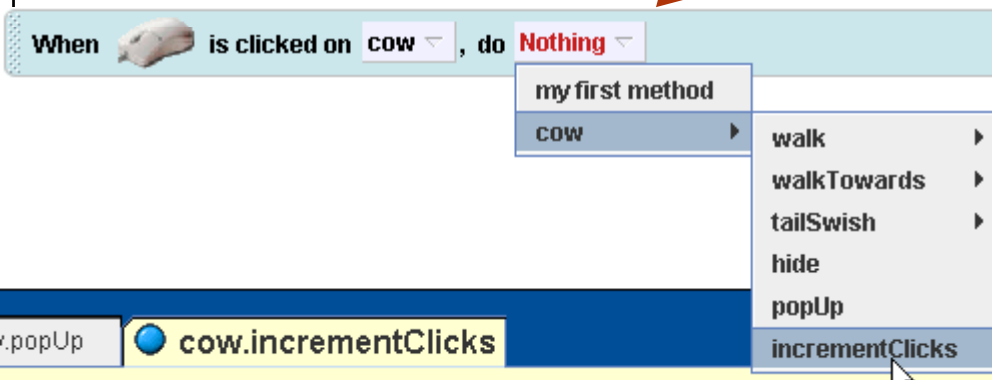 When is clicked on cow , do Nothing
my first method
cow
walk
walkTowards
tailSwish
hide
popUp
incrementClicks
.popUp
cow.incrementClicks